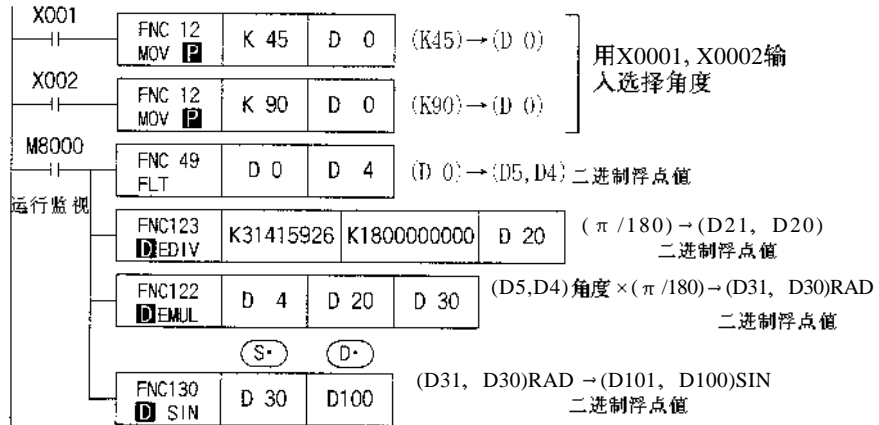 X001
FNC 12 MOV P K 45 D 0 (K45)→(D 0)
用X0001, X0002输
入选择角度
X002
FNC 12 MOV P K 90 D 0 (K90)→(D 0)
M8000
FNC 49 FLT D 0 D 4 (D 0)→(D5,D4)二进制浮点值
运行监视
FNC123 D EDIV K31415926 K1800000000 D 20 (π/180)→(D21, D20)
二进制浮点值
FNC122 D EMUL D 4 D 20 D 30 (D5,D4)角度×(π/180)→(D31, D30)RAD
二进制浮点值
S· D·
FNC130 D SIN D 30 D100 (D31, D30)RAD →(D101, D100)SIN
二进制浮点值